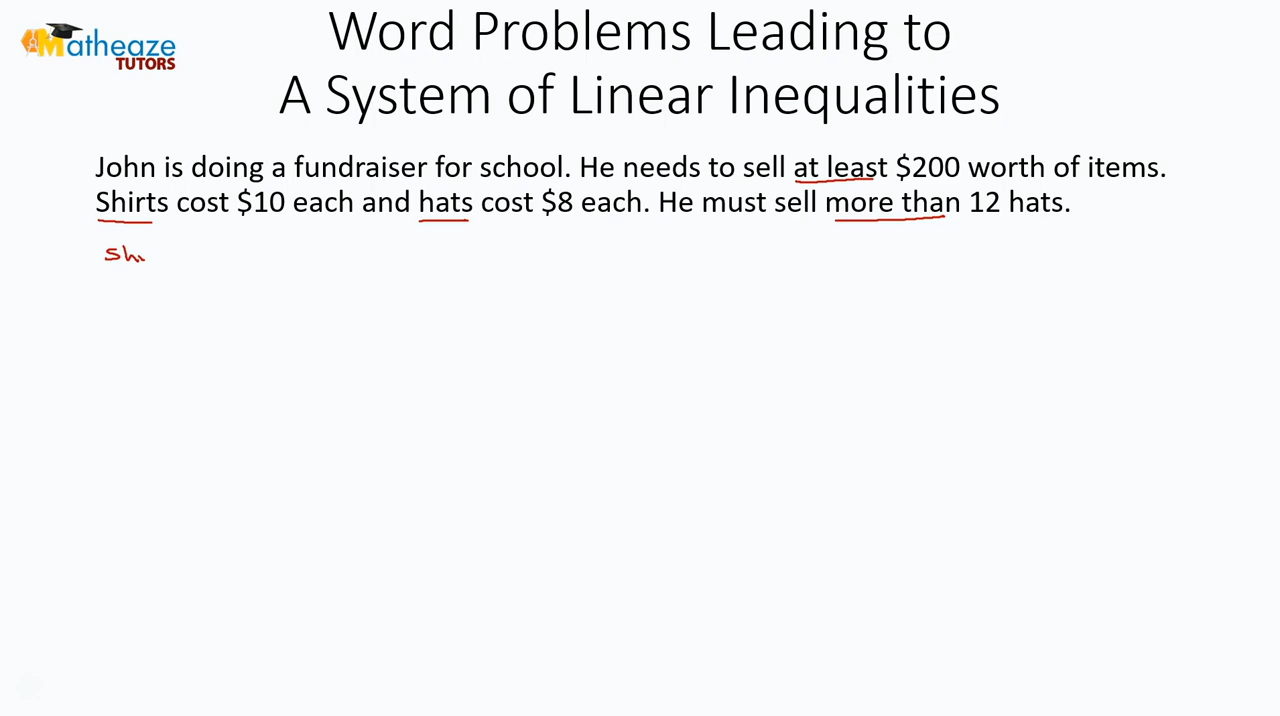 Matheaze
TUTORS
Word Problems Leading to
A System of Linear Inequalities
John is doing a fundraiser for school. He needs to sell at least $200 worth of items.
Shirts cost $10 each and hats cost $8 each. He must sell more than 12 hats.
Shi